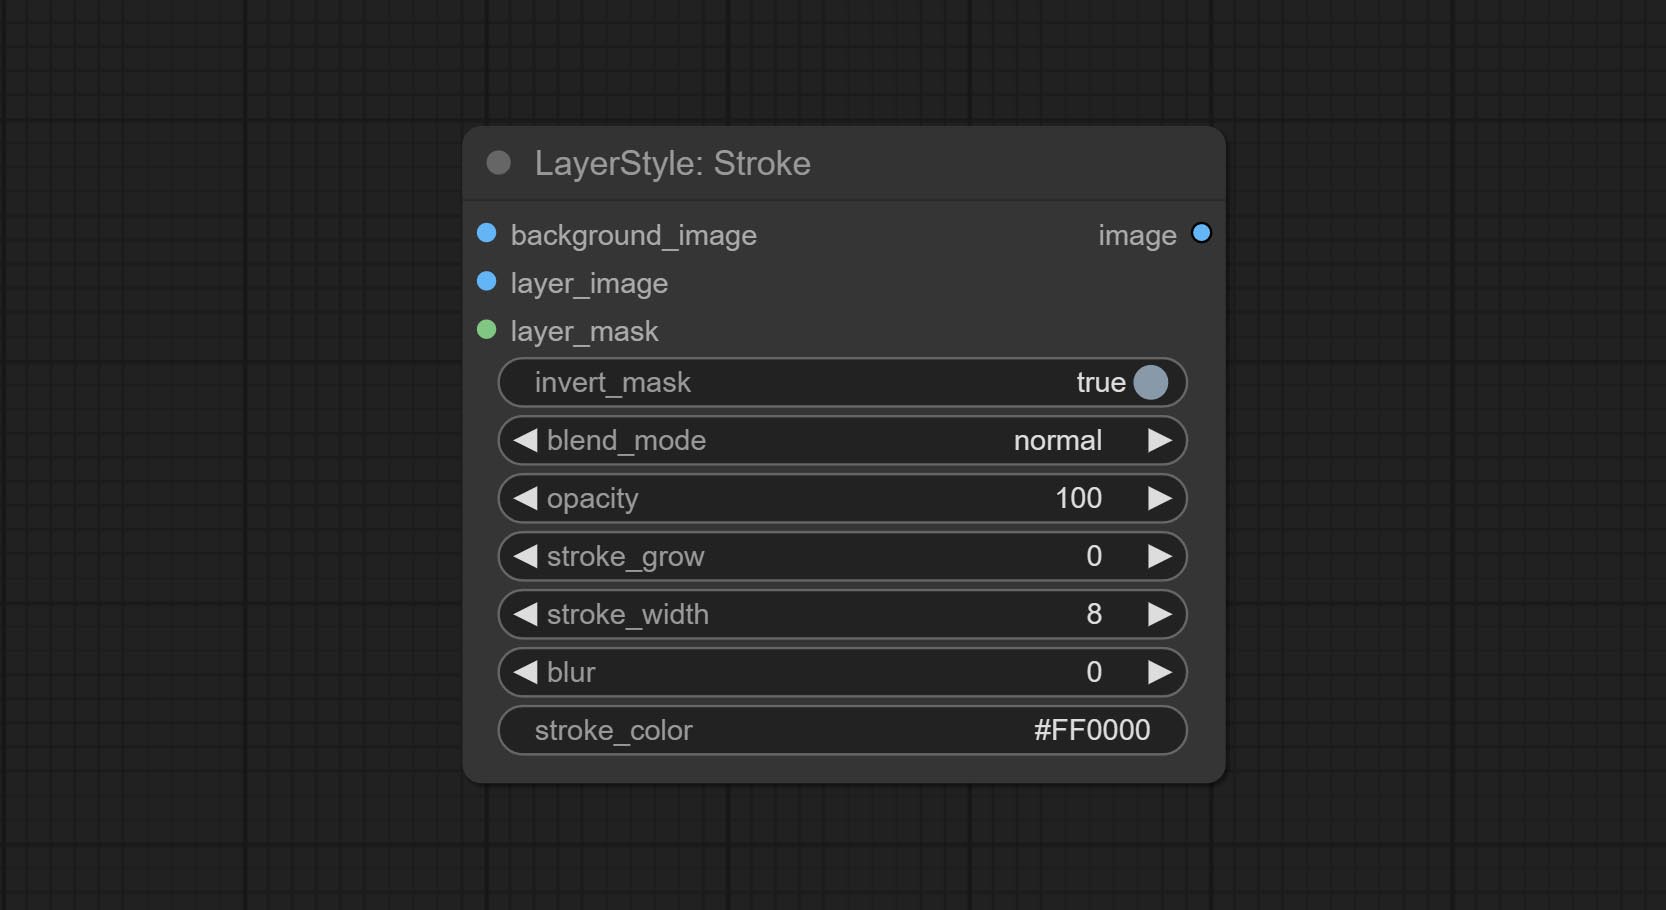 LayerStyle: Stroke
background_image image
layer_image
layer_mask
invert_mask true
blend_mode normal
opacity 100
stroke_grow 0
stroke_width 8
blur 0
stroke_color #FF0000